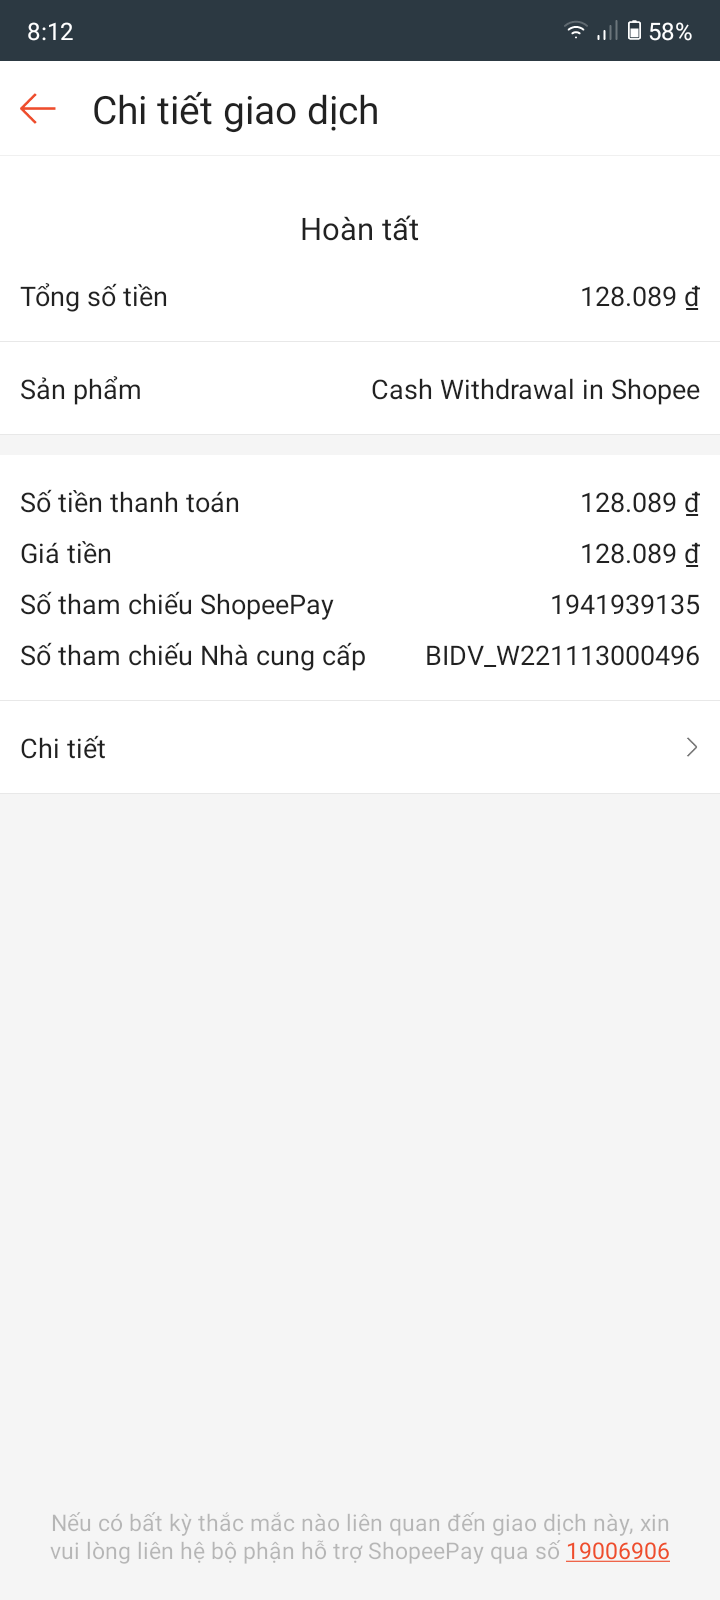 8:12
58%
Chi tiết giao dịch
Hoàn tất
Tổng số tiền 128.089 ₫
Sản phẩm Cash Withdrawal in Shopee
Số tiền thanh toán 128.089 ₫
Giá tiền 128.089 ₫
Số tham chiếu ShopeePay 1941939135
Số tham chiếu Nhà cung cấp BIDV_W221113000496
Chi tiết
Nếu có bất kỳ thắc mắc nào liên quan đến giao dịch này, xin
vui lòng liên hệ bộ phận hỗ trợ ShopeePay qua số 19006906